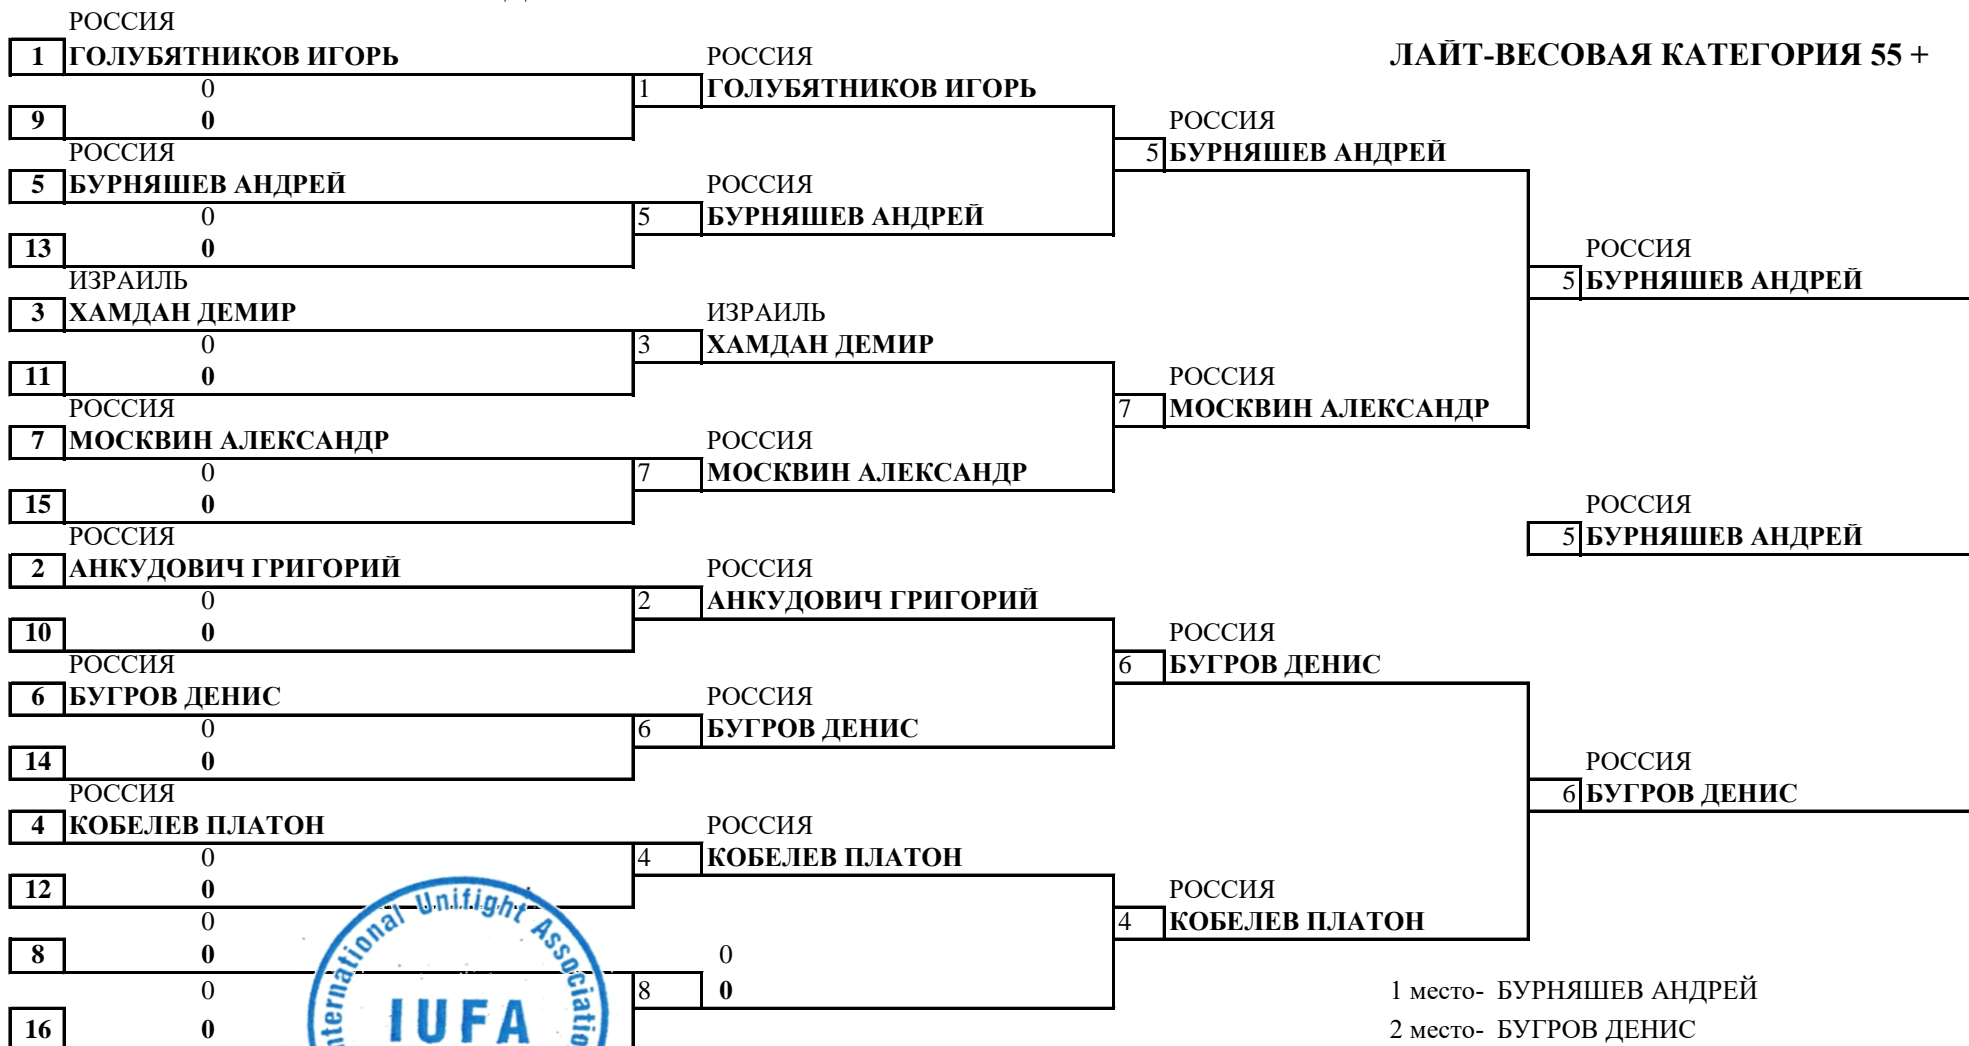 РОССИЯ
1 ГОЛУБЯТНИКОВ ИГОРЬ РОССИЯ ЛАЙТ-ВЕСОВАЯ КАТЕГОРИЯ 55 +
0 1 ГОЛУБЯТНИКОВ ИГОРЬ
9 0 РОССИЯ
РОССИЯ 5 БУРНЯШЕВ АНДРЕЙ
5 БУРНЯШЕВ АНДРЕЙ РОССИЯ
0 5 БУРНЯШЕВ АНДРЕЙ
13 0 РОССИЯ
ИЗРАИЛЬ 5 БУРНЯШЕВ АНДРЕЙ
3 ХАМДАН ДЕМИР ИЗРАИЛЬ
0 3 ХАМДАН ДЕМИР
11 0 РОССИЯ
РОССИЯ 7 МОСКВИН АЛЕКСАНДР
7 МОСКВИН АЛЕКСАНДР РОССИЯ
0 7 МОСКВИН АЛЕКСАНДР
15 0 РОССИЯ
РОССИЯ 5 БУРНЯШЕВ АНДРЕЙ
2 АНКУДОВИЧ ГРИГОРИЙ РОССИЯ
0 2 АНКУДОВИЧ ГРИГОРИЙ
10 0 РОССИЯ
РОССИЯ 6 БУГРОВ ДЕНИС
6 БУГРОВ ДЕНИС РОССИЯ
0 6 БУГРОВ ДЕНИС
14 0 РОССИЯ
РОССИЯ 6 БУГРОВ ДЕНИС
4 КОБЕЛЕВ ПЛАТОН РОССИЯ
0 4 КОБЕЛЕВ ПЛАТОН
12 0 РОССИЯ
0 4 КОБЕЛЕВ ПЛАТОН
8 0 0
0 8 0 1 место- БУРНЯШЕВ АНДРЕЙ
16 0 2 место- БУГРОВ ДЕНИС
Unifight
IUFA